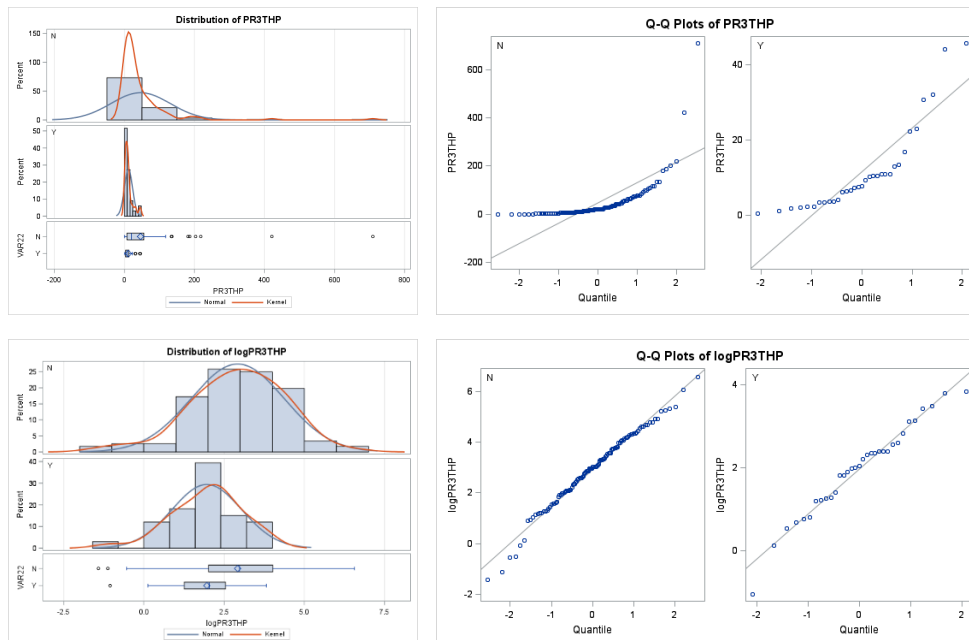 Distribution of PR3THP
N
150
100
50
0
Percent
Y
50
40
30
20
10
0
Percent
VAR22
N
Y
-200 0 200 400 600 800
PR3THP
Normal Kernel
Q-Q Plots of PR3THP
N
600
400
200
0
-200
PR3THP
-2 -1 0 1 2
Quantile
Y
40
20
0
PR3THP
-2 -1 0 1 2
Quantile
Distribution of logPR3THP
N
25
20
15
10
5
0
Percent
Y
40
30
20
10
0
Percent
VAR22
N
Y
-2.5 0.0 2.5 5.0 7.5
logPR3THP
Normal Kernel
Q-Q Plots of logPR3THP
N
6
4
2
0
-2
logPR3THP
-2 -1 0 1 2
Quantile
Y
4
2
0
logPR3THP
-2 -1 0 1 2
Quantile